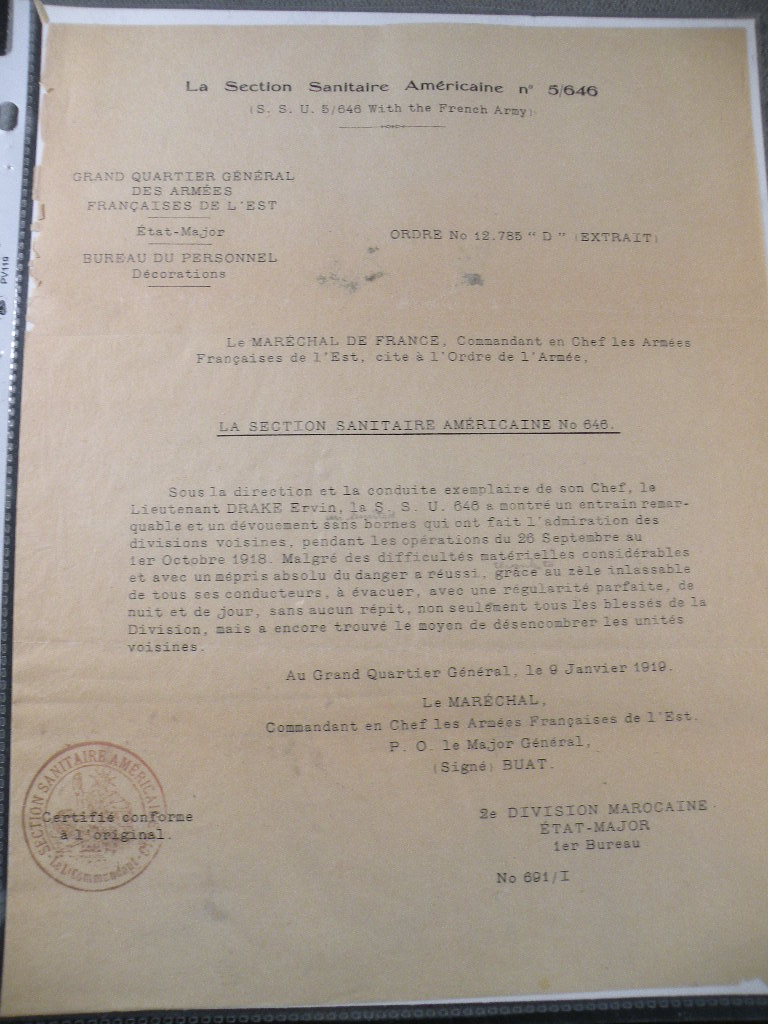 La Section Sanitaire Américaine n° 5/646
(S. S. U. 5/646 With the French Army)
GRAND QUARTIER GÉNÉRAL
DES ARMÉES
FRANÇAISES DE L'EST
État-Major
BUREAU DU PERSONNEL
Décorations
ORDRE No 12.785 "D" (EXTRAIT)
Le MARÉCHAL DE FRANCE, Commandant en Chef les Armées
Françaises de l'Est, cite à l'Ordre de l'Armée,
LA SECTION SANITAIRE AMÉRICAINE No 646.
Sous la direction et la conduite exemplaire de son Chef, le
Lieutenant DRAKE Ervin, la S. S. U. 646 a montré un entrain remar-
quable et un dévouement sans bornes qui ont fait l'admiration des
divisions voisines, pendant les opérations du 26 Septembre au
1er Octobre 1918. Malgré des difficultés matérielles considérables
et avec un mépris absolu du danger a réussi, grâce au zèle inlassable
de tous ses conducteurs, à évacuer, avec une régularité parfaite, de
nuit et de jour, sans aucun répit, non seulement tous les blessés de la
Division, mais a encore trouvé le moyen de désencombrer les unités
voisines.
Au Grand Quartier Général, le 9 Janvier 1919.
Le MARÉCHAL,
Commandant en Chef les Armées Françaises de l'Est.
P. O. le Major Général,
(Signé) BUAT.
SECTION SANITAIRE AMÉRICAI
Le Commandant
Certifié conforme
à l'original.
2e DIVISION MAROCAINE
ÉTAT-MAJOR
1er Bureau
No 691/I
PV119